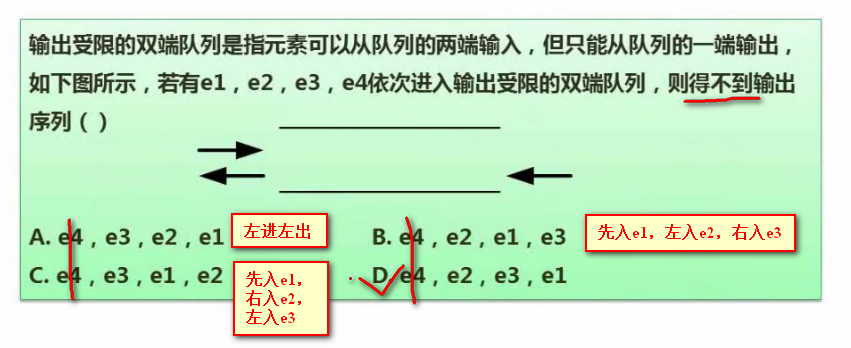 输出受限的双端队列是指元素可以从队列的两端输入，但只能从队列的一端输出，
如下图所示，若有e1，e2，e3，e4依次进入输出受限的双端队列，则得不到输出
序列（ ）
A. e4，e3，e2，e1
左进左出
B. e4，e2，e1，e3
先入e1，左入e2，右入e3
C. e4，e3，e1，e2
先入e1，
右入e2，
左入e3
D. e4，e2，e3，e1